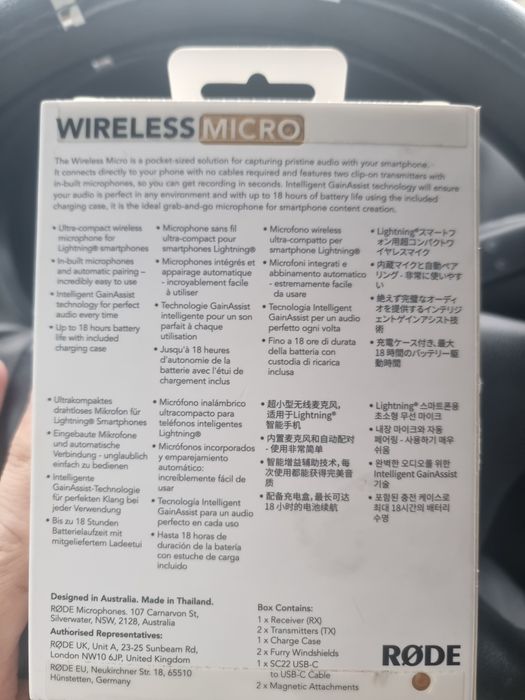 WIRELESS MICRO
The Wireless Micro is a pocket-sized solution for capturing pristine audio with your smartphone.
It connects directly to your phone with no cables required and features two clip-on transmitters with
in-built microphones, so you can get recording in seconds. Intelligent GainAssist technology will ensure
your audio is perfect in any environment and with up to 18 hours of battery life using the included
charging case, it is the ideal grab-and-go microphone for smartphone content creation.
• Ultra-compact wireless
microphone for
Lightning® smartphones
• In-built microphones
and automatic pairing –
incredibly easy to use
• Intelligent GainAssist
technology for perfect
audio every time
• Up to 18 hours battery
life with included
charging case
• Microphone sans fil
ultra-compact pour
smartphones Lightning®
• Microphones intégrés et
appairage automatique
- incroyablement facile
à utiliser
• Technologie GainAssist
intelligente pour un son
parfait à chaque
utilisation
• Jusqu'à 18 heures
d'autonomie de la
batterie avec l'étui de
chargement inclus
• Microfono wireless
ultra-compatto per
smartphone Lightning®
• Microfoni integrati e
abbinamento automatico
- estremamente facile
da usare
• Tecnologia Intelligent
GainAssist per un audio
perfetto ogni volta
• Fino a 18 ore di durata
della batteria con
custodia di ricarica
inclusa
• Lightning®スマートフ
ォン用超コンパクトワ
イヤレスマイク
• 内蔵マイクと自動ペア
リング - 非常に使いやす
い
• 絶えず完璧なオーディ
オを提供するインテリジ
ェントゲインアシスト技
術
• 充電ケース付き、最大
18時間のバッテリー駆
動時間
• Ultrakompaktes
drahtloses Mikrofon für
Lightning® Smartphones
• Eingebaute Mikrofone
und automatische
Verbindung - unglaublich
einfach zu bedienen
• Intelligente
GainAssist-Technologie
für perfekten Klang bei
jeder Verwendung
• Bis zu 18 Stunden
Batterielaufzeit mit
mitgeliefertem Ladeetui
• Micrófono inalámbrico
ultracompacto para
teléfonos inteligentes
Lightning®
• Micrófonos incorporados
y emparejamiento
automático:
increíblemente fácil de
usar
• Tecnología Intelligent
GainAssist para un audio
perfecto en cada uso
• Hasta 18 horas de
duración de la batería
con estuche de carga
incluido
• 超小型无线麦克风,
适用于Lightning®
智能手机
• 内置麦克风和自动配对
- 使用非常简单
• 智能增益辅助技术, 每
次使用都能获得完美音
质
• 配备充电盒, 最长可达
18 小时的电池续航
• Lightning® 스마트폰용
초소형 무선 마이크
• 내장 마이크와 자동
페어링 - 사용하기 매우
쉬움
• 완벽한 오디오를 위한
Intelligent GainAssist
기술
• 포함된 충전 케이스로
최대 18시간의 배터리
수명
Designed in Australia. Made in Thailand.
RØDE Microphones. 107 Carnarvon St,
Silverwater, NSW, 2128, Australia
Authorised Representatives:
RØDE UK, Unit A, 23-25 Sunbeam Rd,
London NW10 6JP, United Kingdom
RØDE EU, Neukirchner Str. 18, 65510
Hünstetten, Germany
Box Contains:
1 x Receiver (RX)
2 x Transmitters (TX)
1 x Charge Case
2 x Furry Windshields
1 x SC22 USB-C
to USB-C Cable
2 x Magnetic Attachments
RØDE